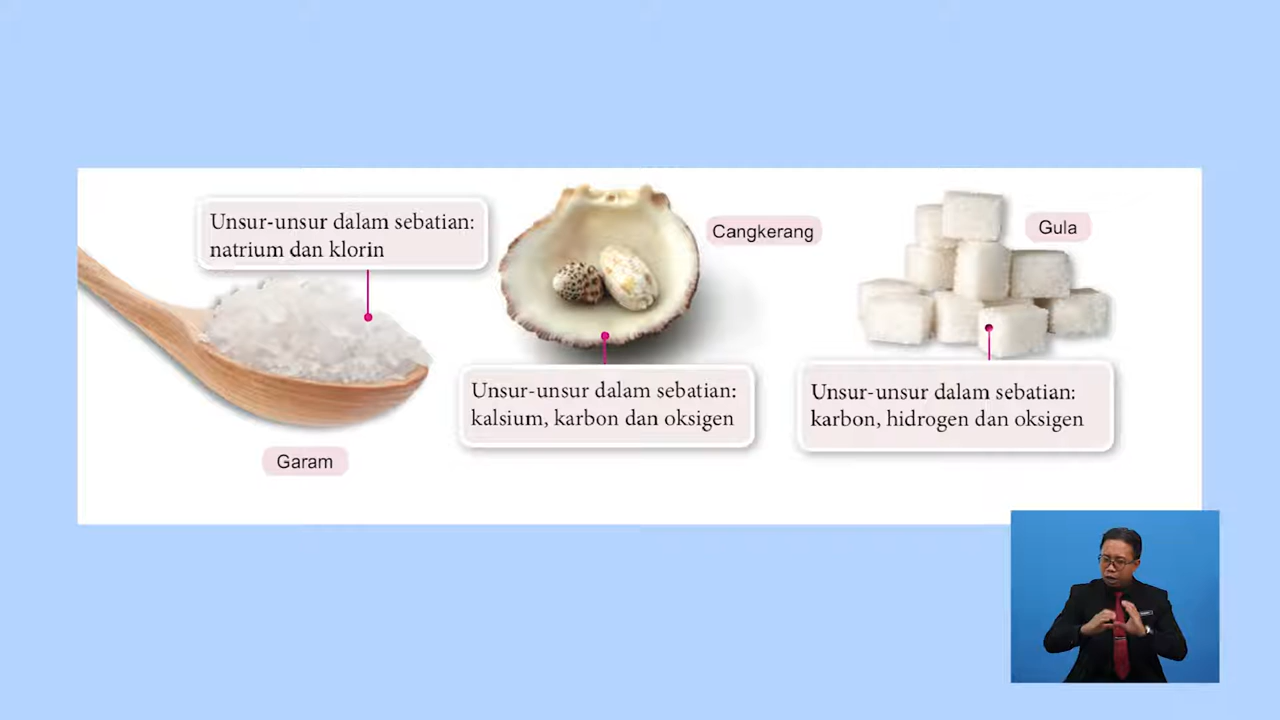 Unsur-unsur dalam sebatian:
natrium dan klorin
Garam
Cangkerang
Unsur-unsur dalam sebatian:
kalsium, karbon dan oksigen
Gula
Unsur-unsur dalam sebatian:
karbon, hidrogen dan oksigen